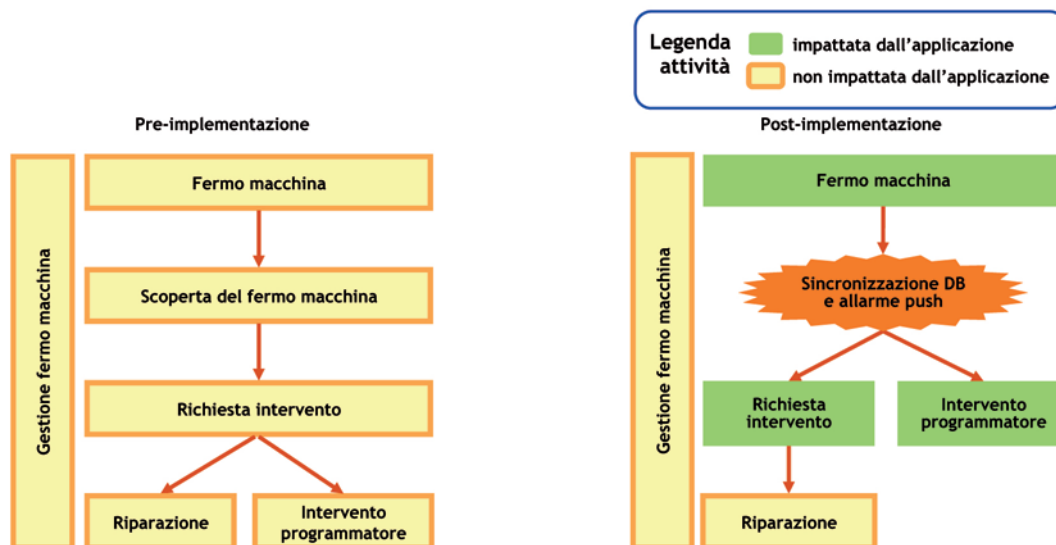 Legenda
attività
impattata dall'applicazione
non impattata dall'applicazione
Pre-implementazione
Gestione fermo macchina
Fermo macchina
Scoperta del fermo macchina
Richiesta intervento
Riparazione
Intervento
programmatore
Post-implementazione
Gestione fermo macchina
Fermo macchina
Sincronizzazione DB
e allarme push
Richiesta
intervento
Intervento
programmatore
Riparazione